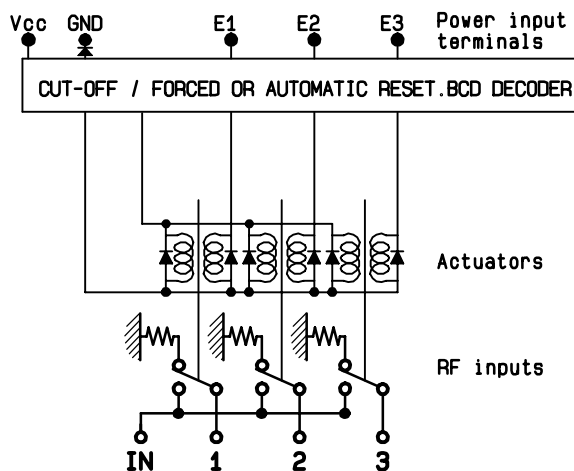 Vcc GND E1 E2 E3 Power input
terminals
CUT-OFF / FORCED OR AUTOMATIC RESET.BCD DECODER
Actuators
RF inputs
IN 1 2 3